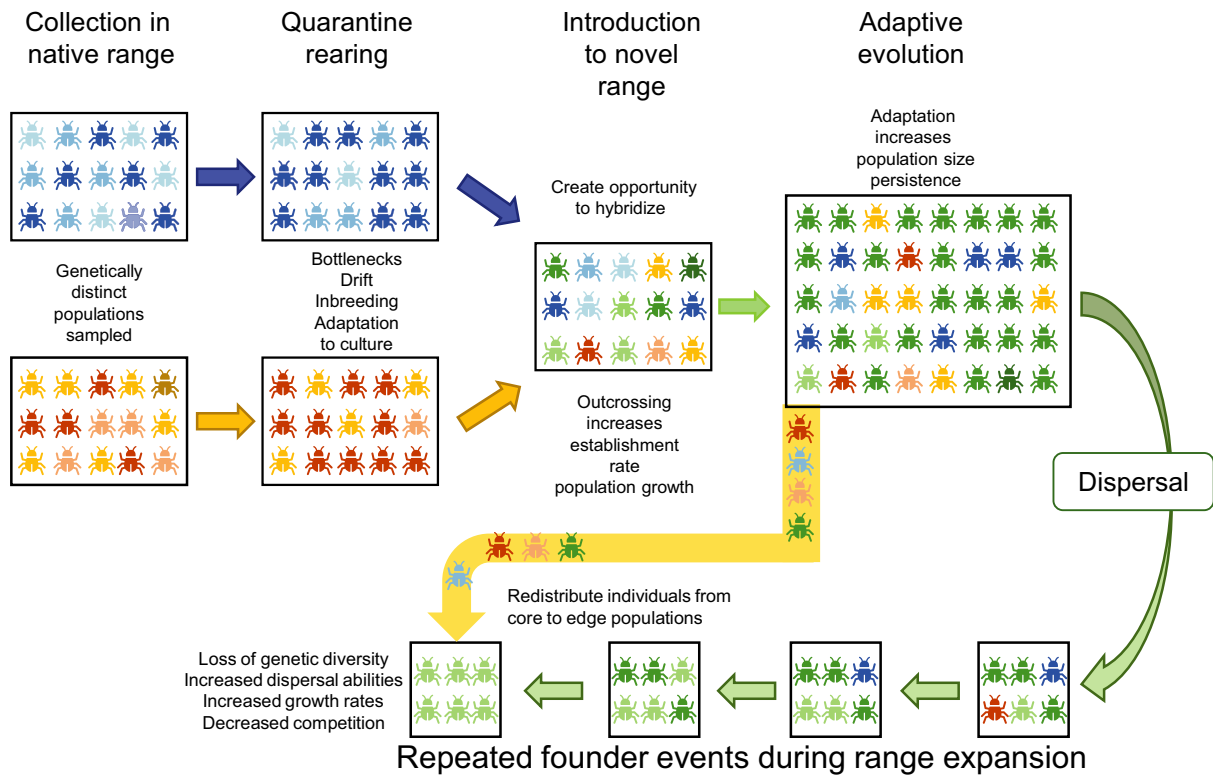 Collection in
native range
Quarantine
rearing
Introduction
to novel
range
Adaptive
evolution
Adaptation
increases
population size
persistence
Create opportunity
to hybridize
Genetically
distinct
populations
sampled
Bottlenecks
Drift
Inbreeding
Adaptation
to culture
Outcrossing
increases
establishment
rate
population growth
Dispersal
Redistribute individuals from
core to edge populations
Loss of genetic diversity
Increased dispersal abilities
Increased growth rates
Decreased competition
Repeated founder events during range expansion